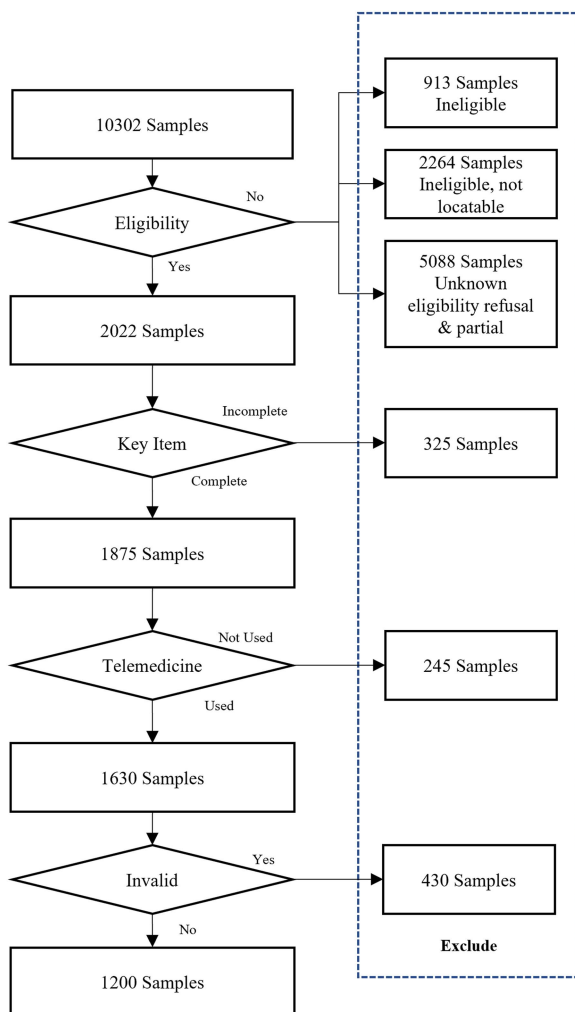 10302 Samples
913 Samples
Ineligible
Eligibility
No
2264 Samples
Ineligible, not
locatable
Yes
5088 Samples
Unknown
eligibility refusal
& partial
2022 Samples
Key Item
Incomplete
325 Samples
Complete
1875 Samples
Telemedicine
Not Used
245 Samples
Used
1630 Samples
Invalid
Yes
430 Samples
No
Exclude
1200 Samples